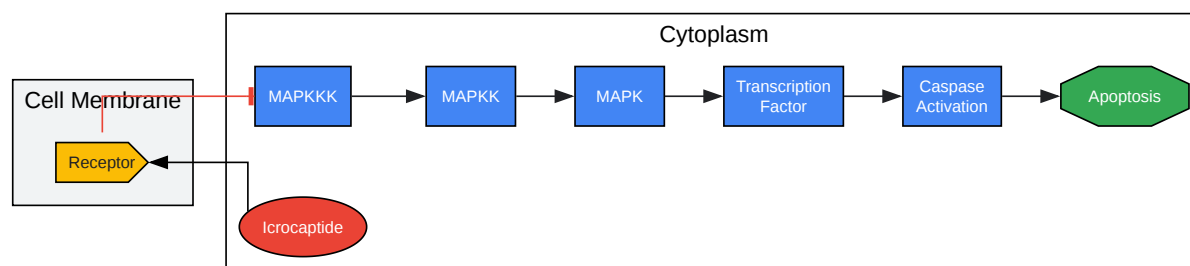 Cytoplasm
Cell Membrane
MAPKKK
MAPKK
MAPK
Transcription
Factor
Caspase
Activation
Apoptosis
Receptor
Icrocaptide